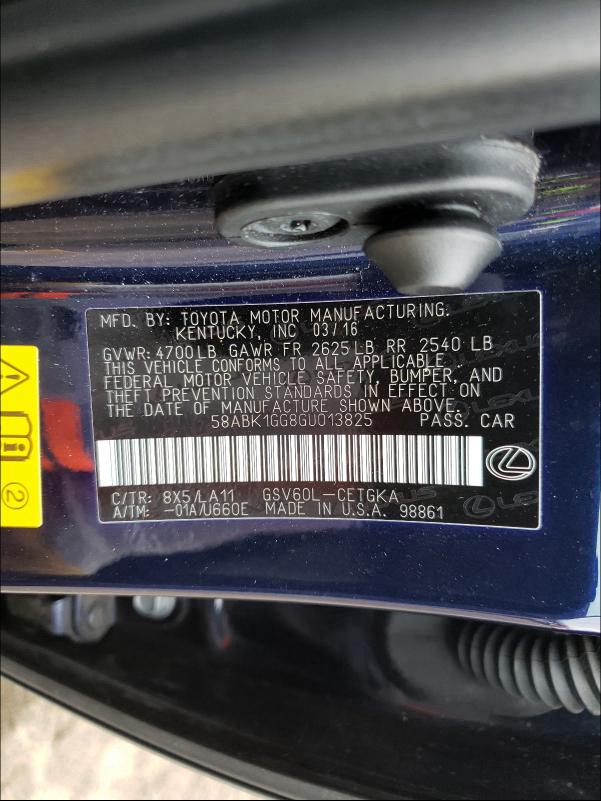 MFD. BY: TOYOTA MOTOR MANUFACTURING.
KENTUCKY, INC 03/16
GVWR: 4700LB GAWR FR 2625LB RR 2540 LB
THIS VEHICLE CONFORMS TO ALL APPLICABLE
FEDERAL MOTOR VEHICLE SAFETY, BUMPER, AND
THEFT PREVENTION STANDARDS IN EFFECT ON
THE DATE OF MANUFACTURE SHOWN ABOVE.
58ABK1GG8GU013825 PASS. CAR
C/TR: 8X5/LA11 GSV60L-CETGKA
A/TM: -01A/U660E MADE IN U.S.A. 98861
2